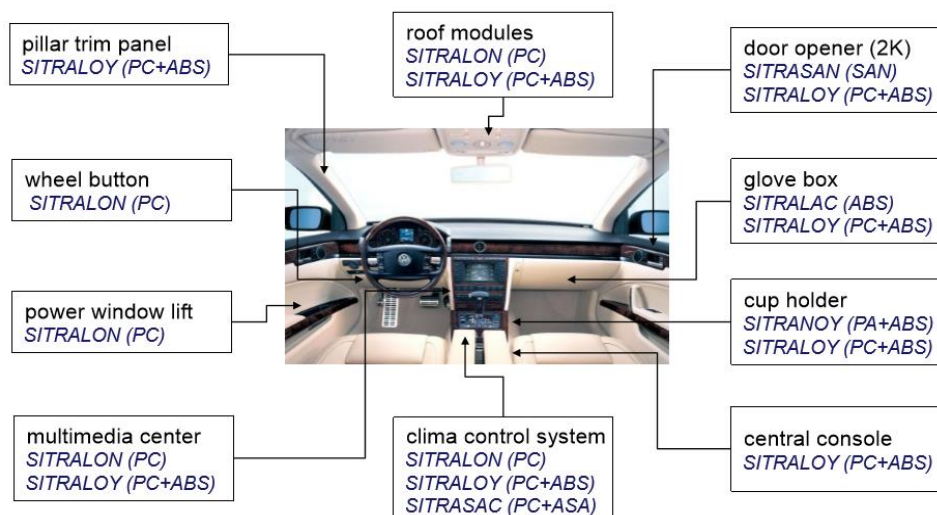 pillar trim panel
SITRALOY (PC+ABS)
roof modules
SITRALON (PC)
SITRALOY (PC+ABS)
door opener (2K)
SITRASAN (SAN)
SITRALOY (PC+ABS)
wheel button
SITRALON (PC)
glove box
SITRALAC (ABS)
SITRALOY (PC+ABS)
power window lift
SITRALON (PC)
cup holder
SITRANOY (PA+ABS)
SITRALOY (PC+ABS)
multimedia center
SITRALON (PC)
SITRALOY (PC+ABS)
clima control system
SITRALON (PC)
SITRALOY (PC+ABS)
SITRASAC (PC+ASA)
central console
SITRALOY (PC+ABS)